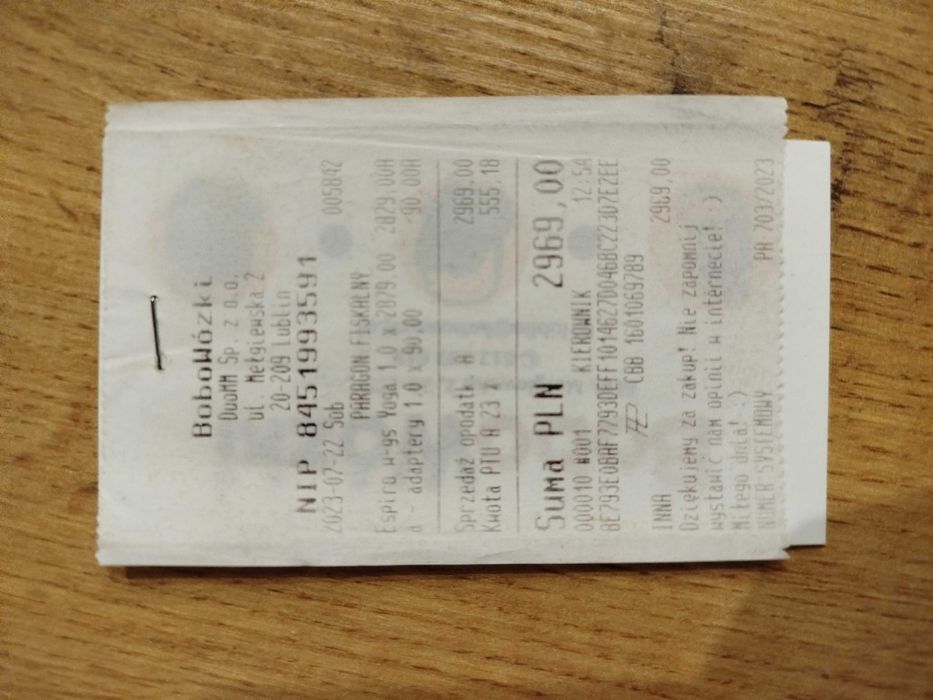 BoboWózki
DuoMM Sp. z o.o.
ul. Mełgiewska 2
20-209 Lublin
NIP 8451993591
2023-07-22 Sob 005842
PARAGON FISKALNY
Espiro w-gs Yoga 1,0 x 2879,00 2879,00A
d - adaptery 1,0 x 90,00 90,00A
Sprzedaż opodatk. A 2969,00
Kwota PTU A 23 % 555,18
Suma PLN 2969,00
000010 #001 KIEROWNIK 12:54
CBB 1601069789
INNA 2969,00
Dziękujemy za zakup! Nie zapomnij
wystawić nam opinii w internecie! :)
Miłego dnia! :)
NUMER SYSTEMOWY PA 703/2023